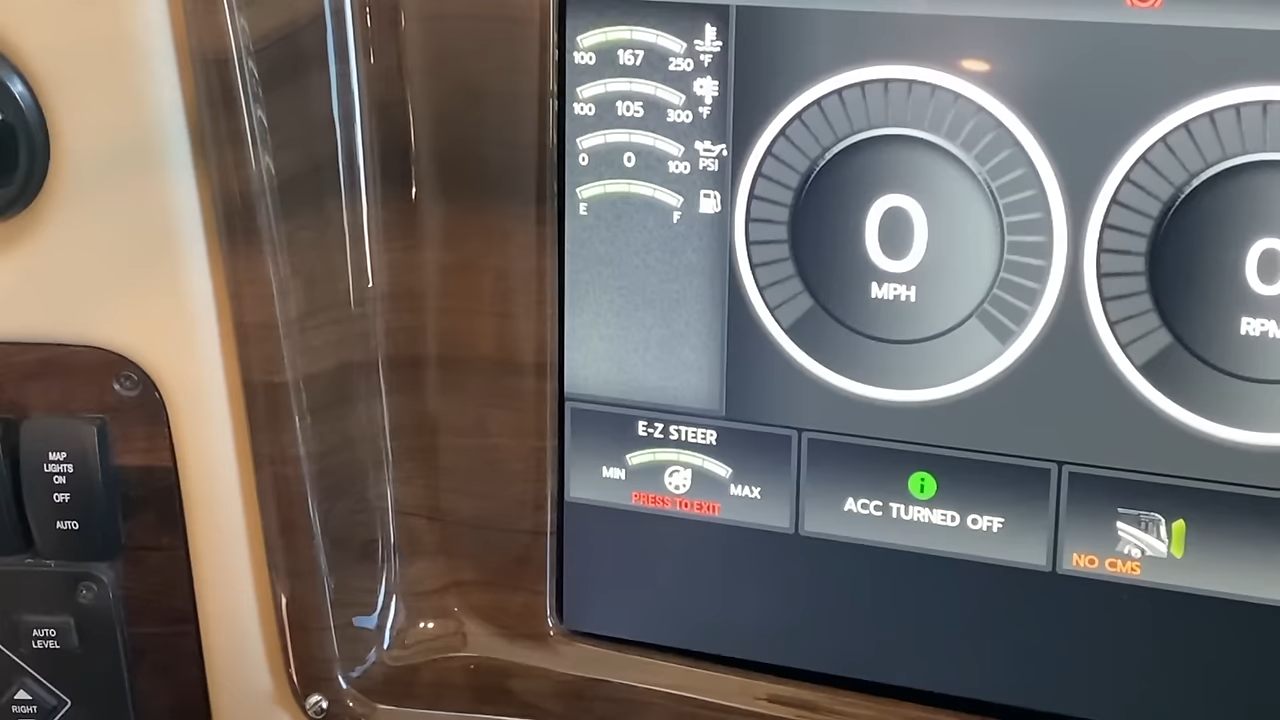 100 167 250 °F
100 105 300 °F
0 0 100 PSI
E F
0
MPH
0
RPM
E-Z STEER
MIN MAX
PRESS TO EXIT
i
ACC TURNED OFF
NO CMS
MAP
LIGHTS
ON
OFF
AUTO
AUTO
LEVEL
RIGHT